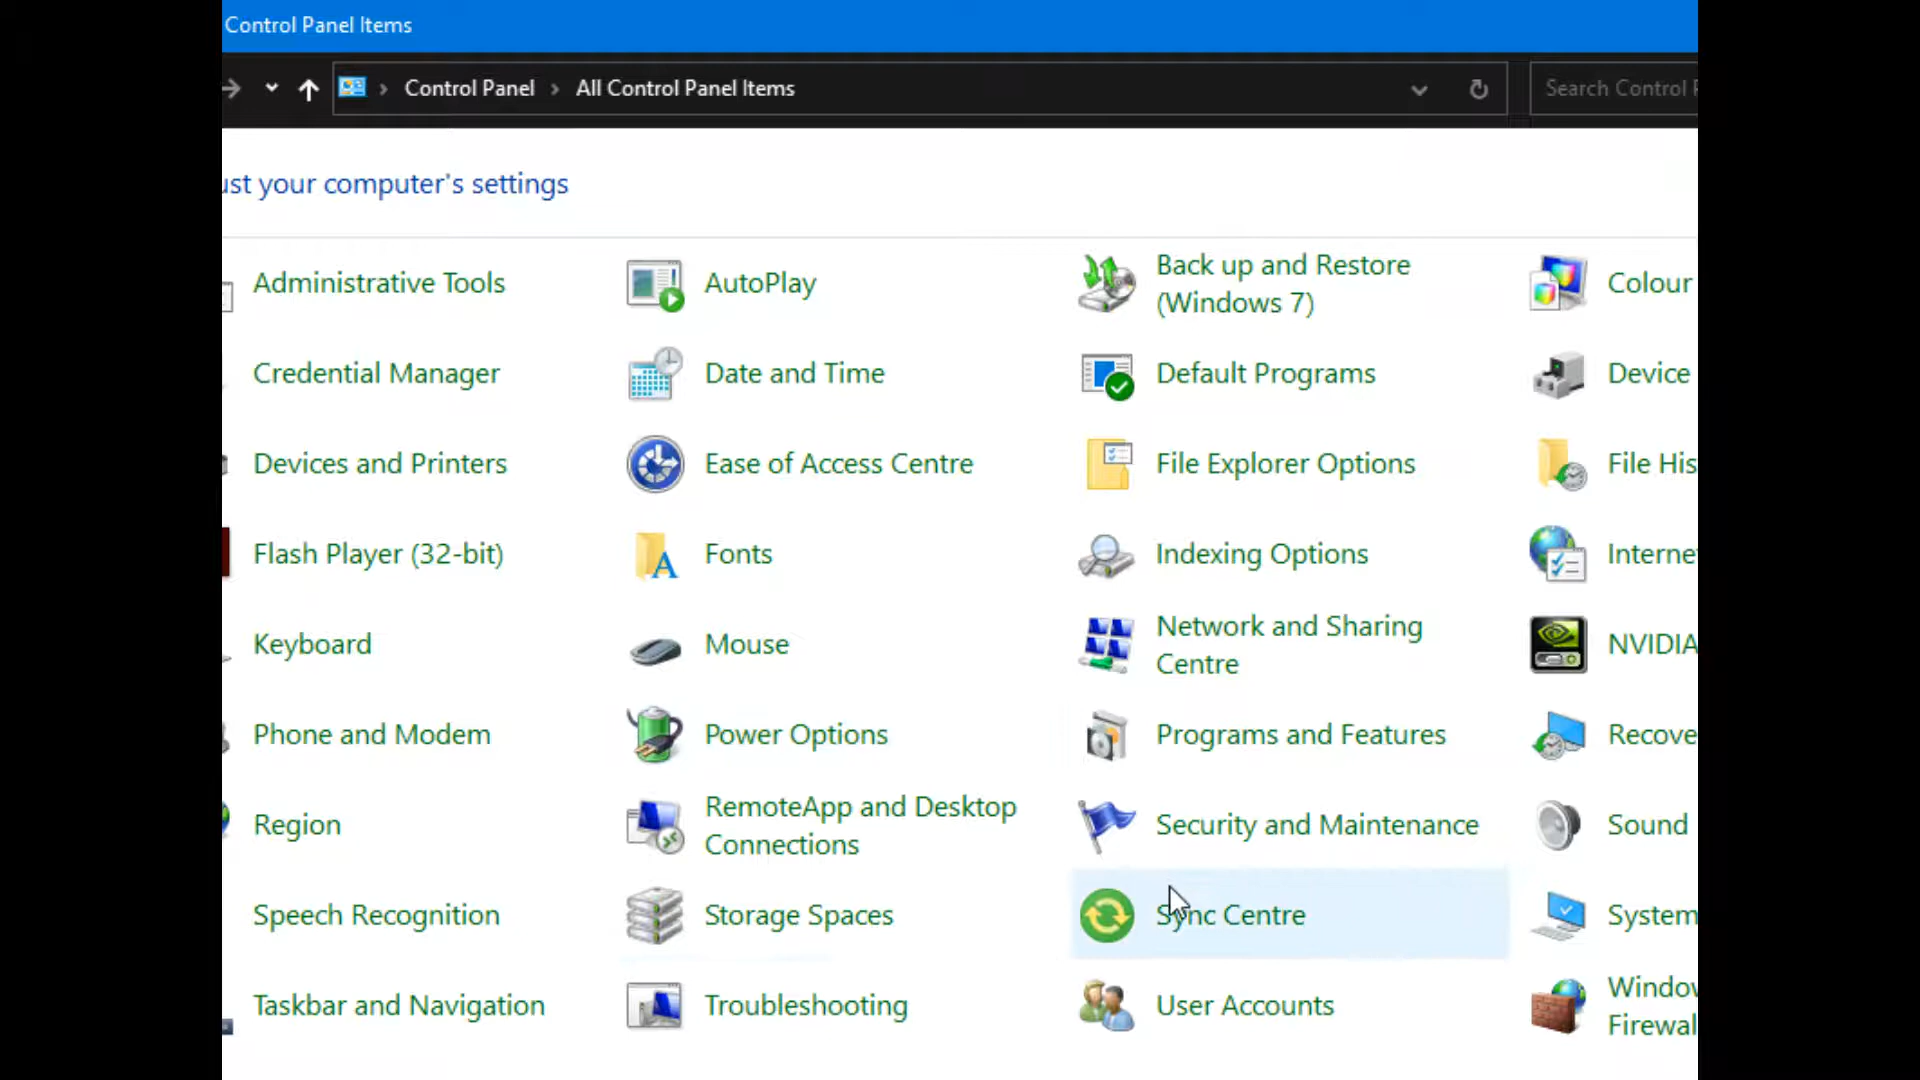 Control Panel Items
Control Panel › All Control Panel Items
Search Control
ust your computer's settings
Administrative Tools
AutoPlay
Back up and Restore
(Windows 7)
Colour
Credential Manager
Date and Time
Default Programs
Device
Devices and Printers
Ease of Access Centre
File Explorer Options
File His
Flash Player (32-bit)
Fonts
Indexing Options
Interne
Keyboard
Mouse
Network and Sharing
Centre
NVIDIA
Phone and Modem
Power Options
Programs and Features
Recove
Region
RemoteApp and Desktop
Connections
Security and Maintenance
Sound
Speech Recognition
Storage Spaces
Sync Centre
System
Taskbar and Navigation
Troubleshooting
User Accounts
Window
Firewal